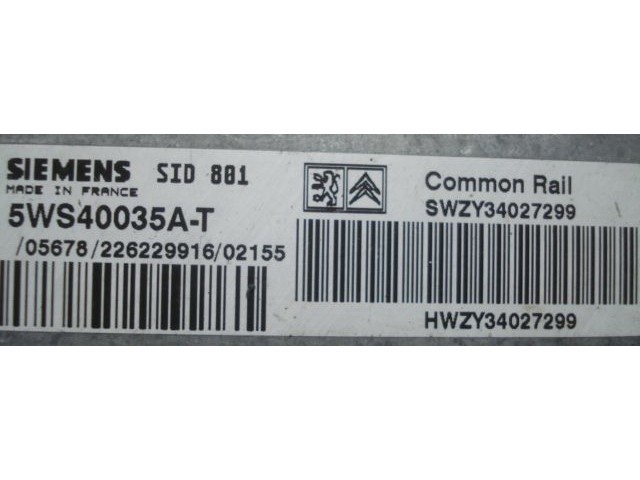 SIEMENS SID 801
MADE IN FRANCE
5WS40035A-T
/05678/226229916/02155
Common Rail
SWZY34027299
HWZY34027299